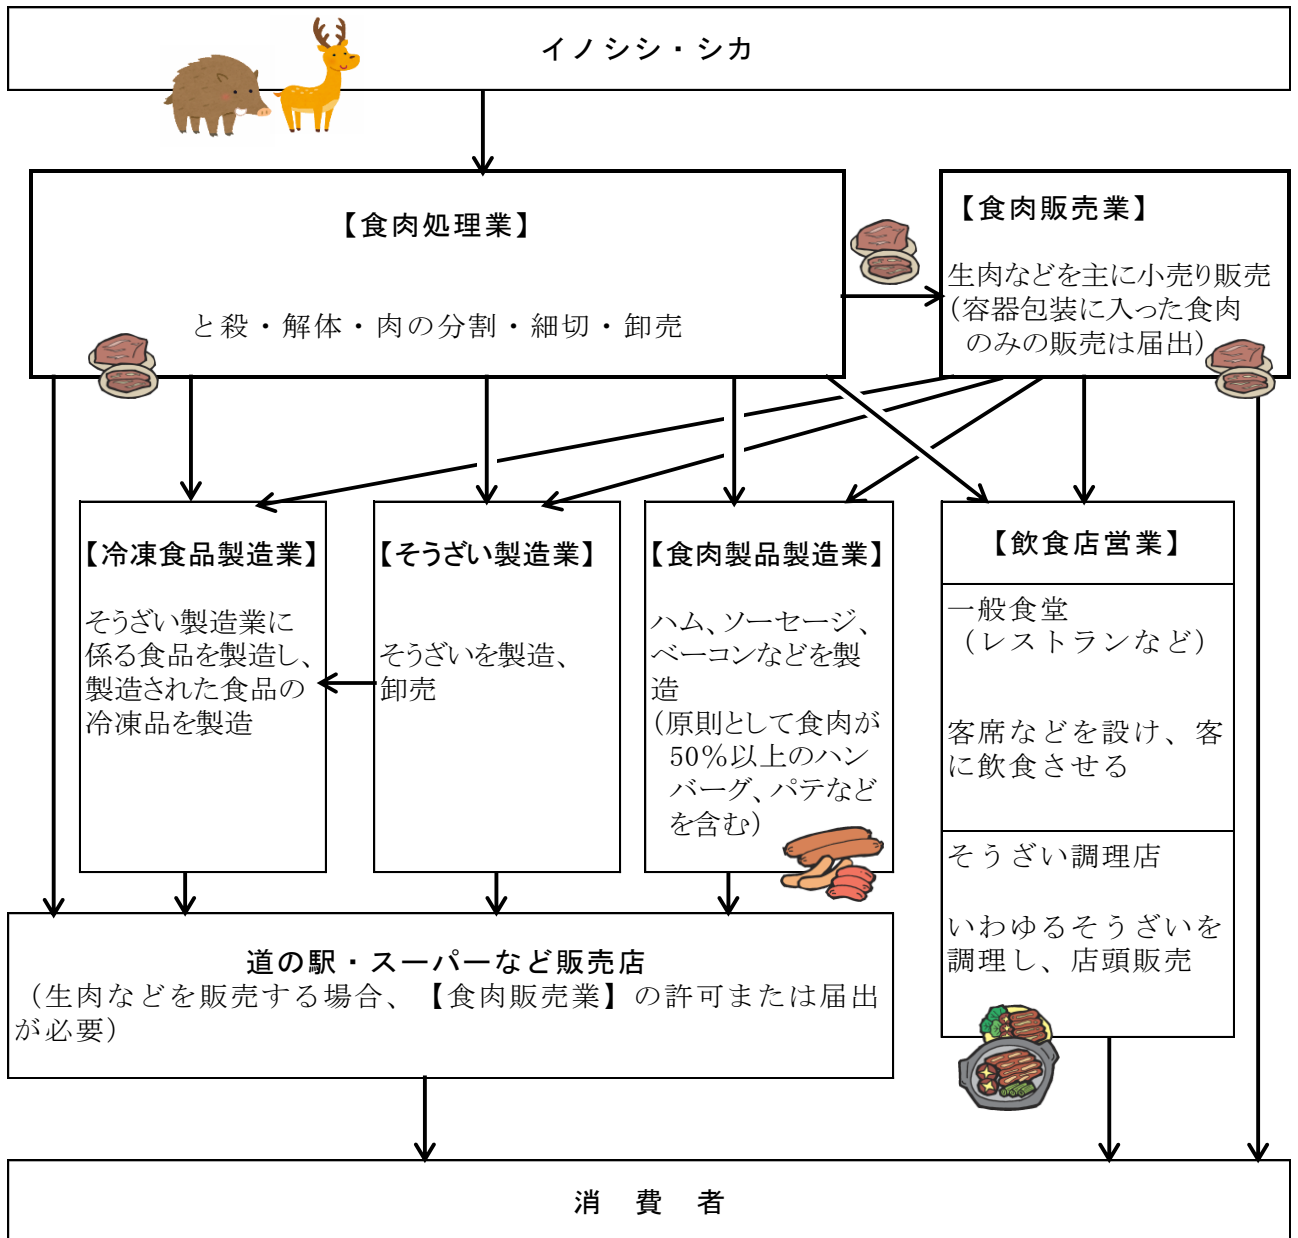 イノシシ・シカ
【食肉処理業】
と殺・解体・肉の分割・細切・卸売
【食肉販売業】
生肉などを主に小売り販売
（容器包装に入った食肉
のみの販売は届出）
【冷凍食品製造業】
そうざい製造業に
係る食品を製造し、
製造された食品の
冷凍品を製造
【そうざい製造業】
そうざいを製造、
卸売
【食肉製品製造業】
ハム、ソーセージ、
ベーコンなどを製
造
（原則として食肉が
50％以上のハン
バーグ、パテなど
を含む）
【飲食店営業】
一般食堂
（レストランなど）
客席などを設け、客
に飲食させる
そうざい調理店
いわゆるそうざいを
調理し、店頭販売
道の駅・スーパーなど販売店
（生肉などを販売する場合、【食肉販売業】の許可または届出
が必要）
消　費　者